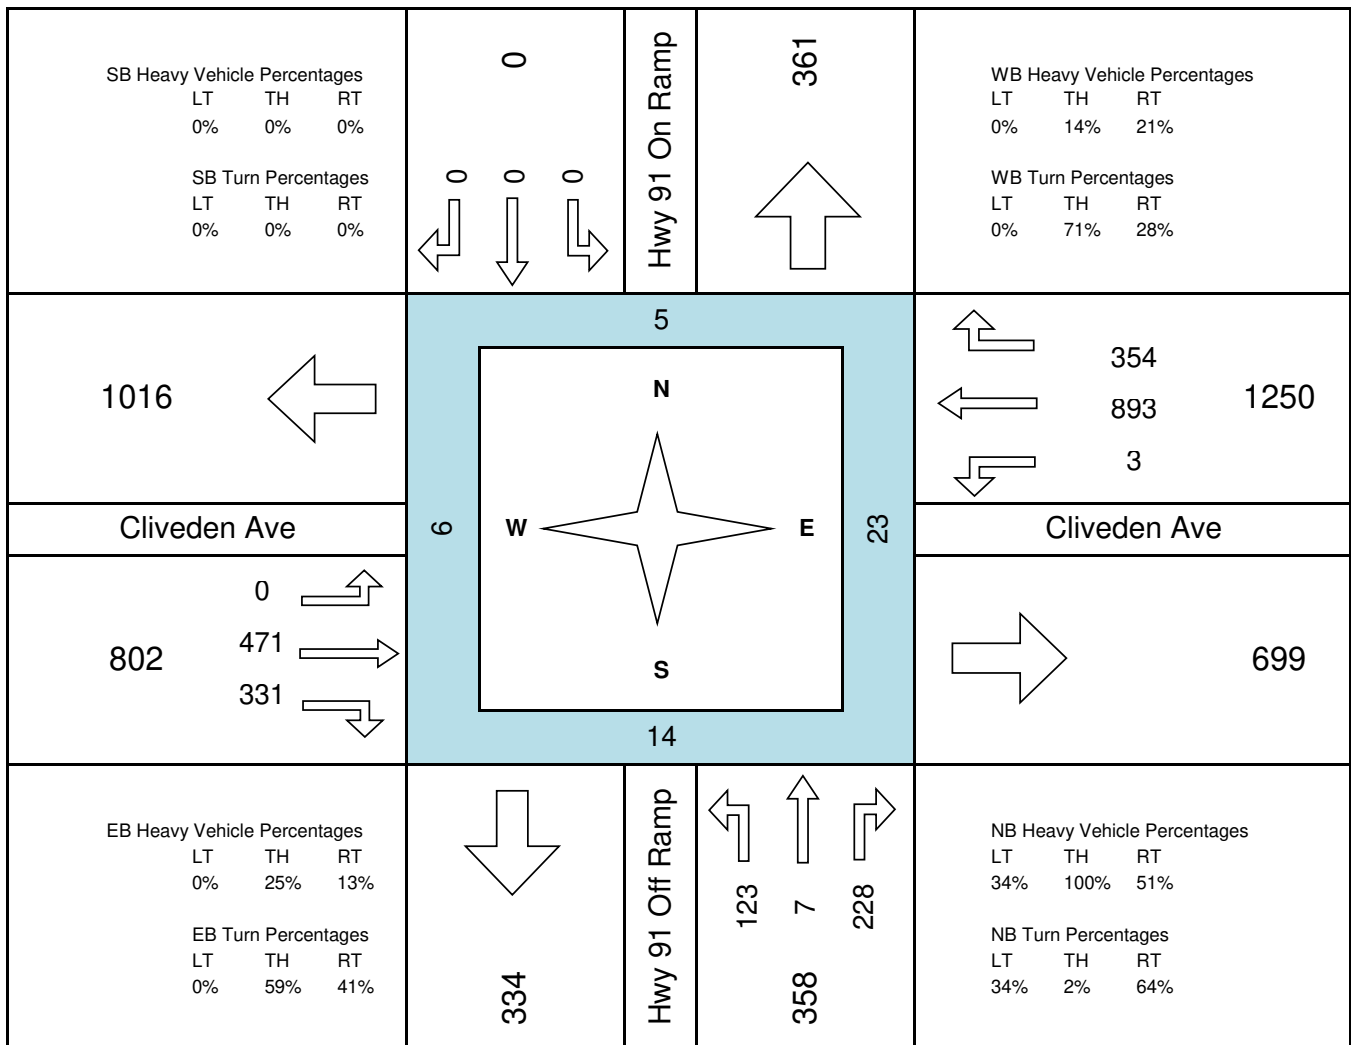 SB Heavy Vehicle Percentages
LT TH RT
0% 0% 0%
SB Turn Percentages
LT TH RT
0% 0% 0%
0
0 0 0
Hwy 91 On Ramp
361
WB Heavy Vehicle Percentages
LT TH RT
0% 14% 21%
WB Turn Percentages
LT TH RT
0% 71% 28%
1016
5
N
W
E
S
6
23
14
354
893
3
1250
Cliveden Ave
Cliveden Ave
0
471
331
802
699
EB Heavy Vehicle Percentages
LT TH RT
0% 25% 13%
EB Turn Percentages
LT TH RT
0% 59% 41%
334
Hwy 91 Off Ramp
123 7 228
358
NB Heavy Vehicle Percentages
LT TH RT
34% 100% 51%
NB Turn Percentages
LT TH RT
34% 2% 64%